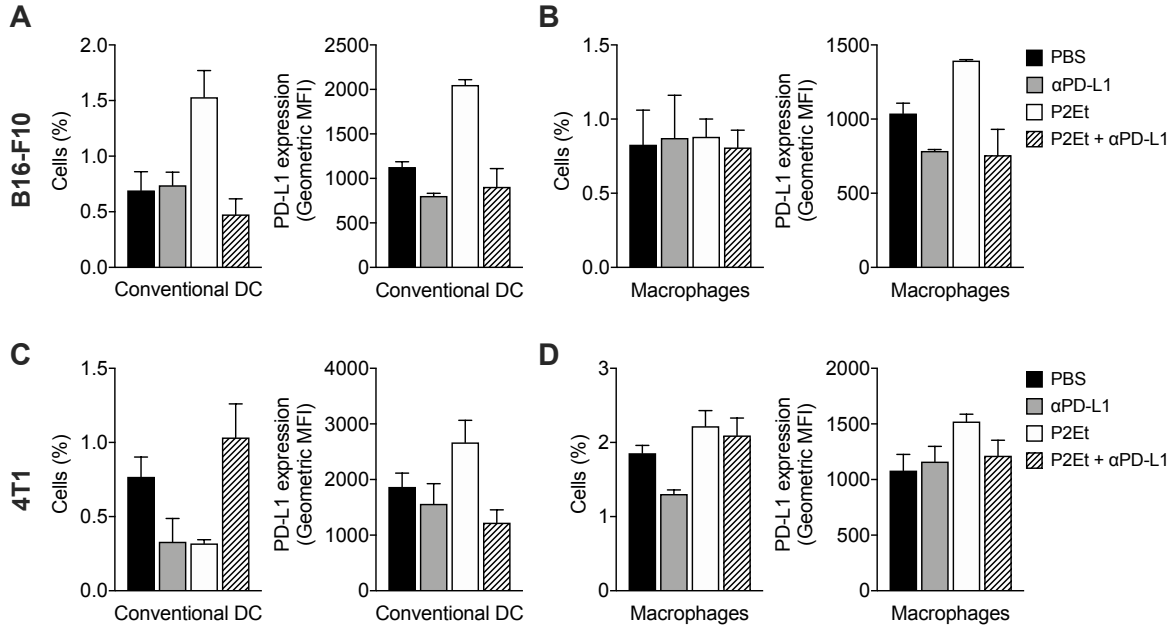 A
B16-F10
Cells (%)
2.0
1.5
1.0
0.5
0.0
Conventional DC
PD-L1 expression
(Geometric MFI)
2500
2000
1500
1000
500
0
Conventional DC
B
Cells (%)
1.5
1.0
0.5
0.0
Macrophages
PD-L1 expression
(Geometric MFI)
1500
1000
500
0
Macrophages
PBS
αPD-L1
P2Et
P2Et + αPD-L1
C
4T1
Cells (%)
1.5
1.0
0.5
0.0
Conventional DC
PD-L1 expression
(Geometric MFI)
4000
3000
2000
1000
0
Conventional DC
D
Cells (%)
3
2
1
0
Macrophages
PD-L1 expression
(Geometric MFI)
2000
1500
1000
500
0
Macrophages
PBS
αPD-L1
P2Et
P2Et + αPD-L1